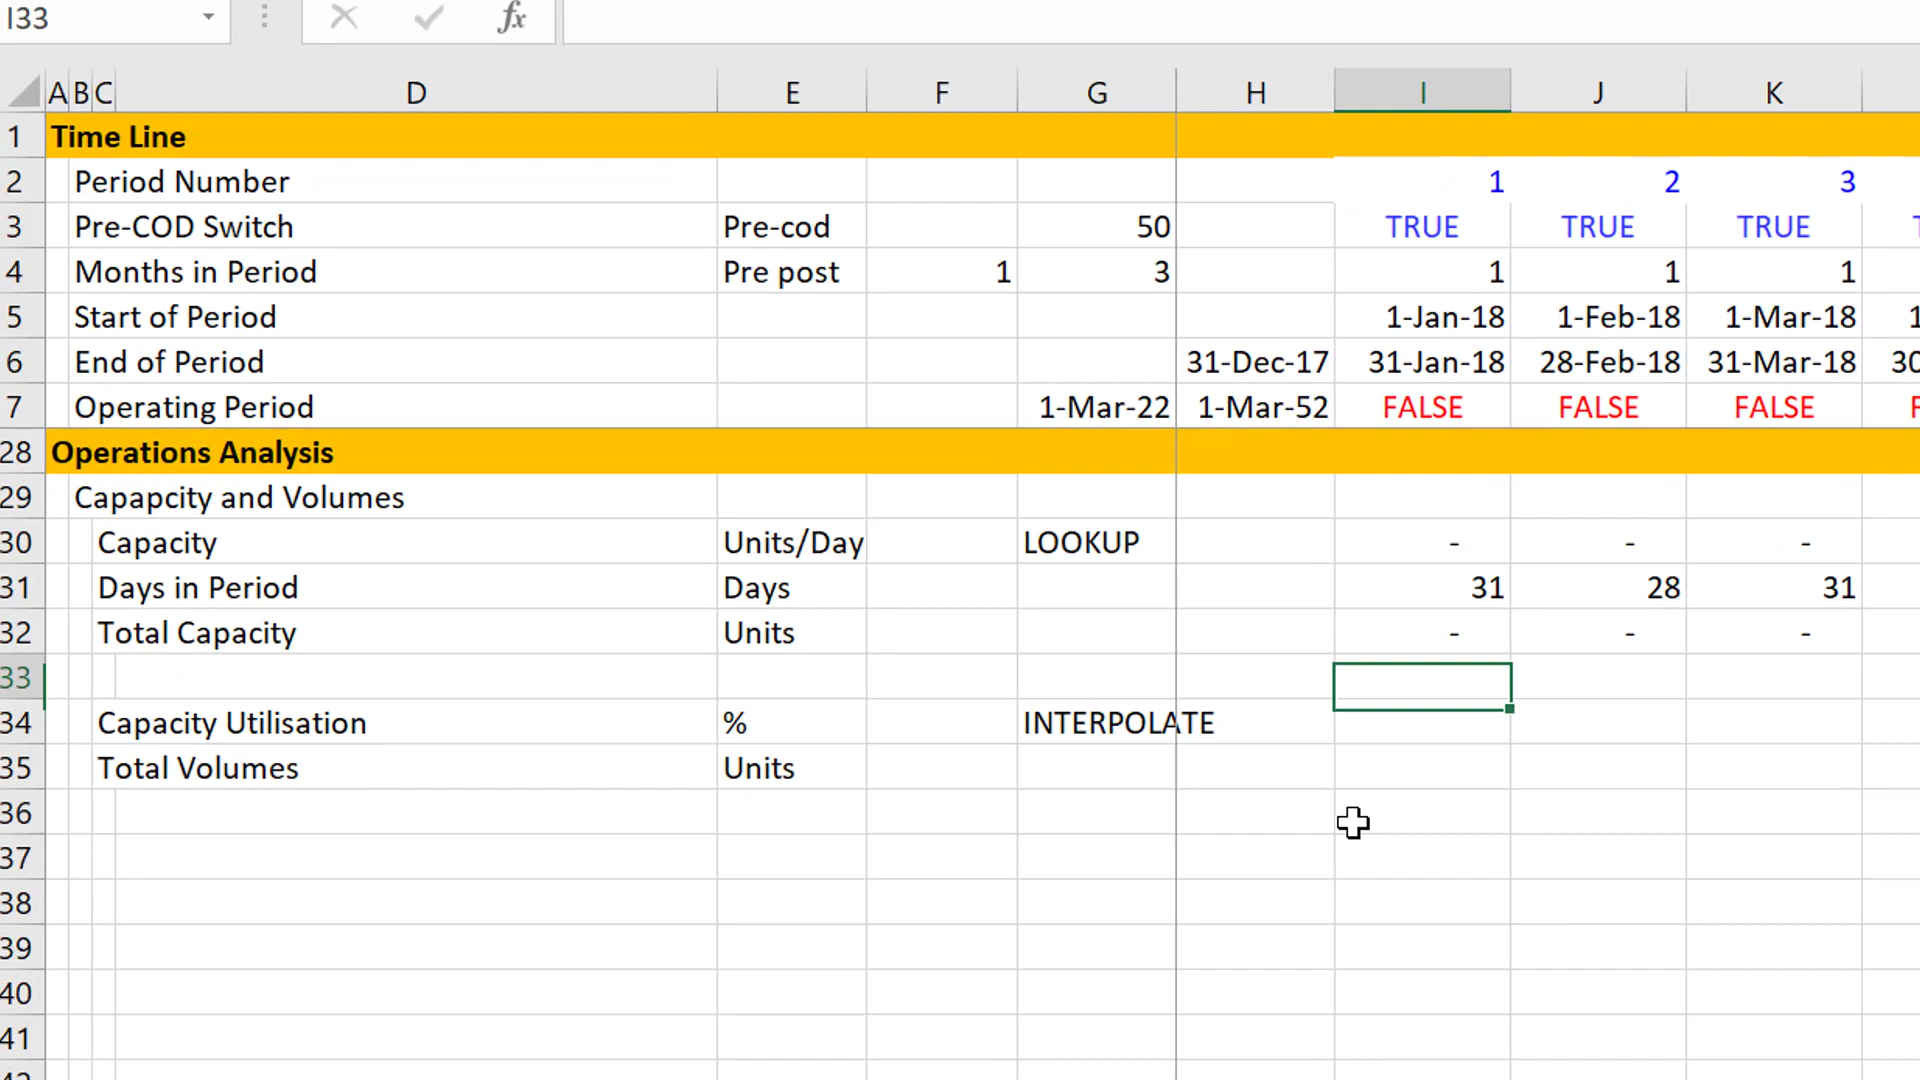 I33
fx
A B C D E F G H I J K
1 Time Line
2 Period Number 1 2 3
3 Pre-COD Switch Pre-cod 50 TRUE TRUE TRUE
4 Months in Period Pre post 1 3 1 1 1
5 Start of Period 1-Jan-18 1-Feb-18 1-Mar-18
6 End of Period 31-Dec-17 31-Jan-18 28-Feb-18 31-Mar-18
7 Operating Period 1-Mar-22 1-Mar-52 FALSE FALSE FALSE
28 Operations Analysis
29 Capapcity and Volumes
30 Capacity Units/Day LOOKUP - - -
31 Days in Period Days 31 28 31
32 Total Capacity Units - - -
33
34 Capacity Utilisation % INTERPOLATE
35 Total Volumes Units
36
37
38
39
40
41